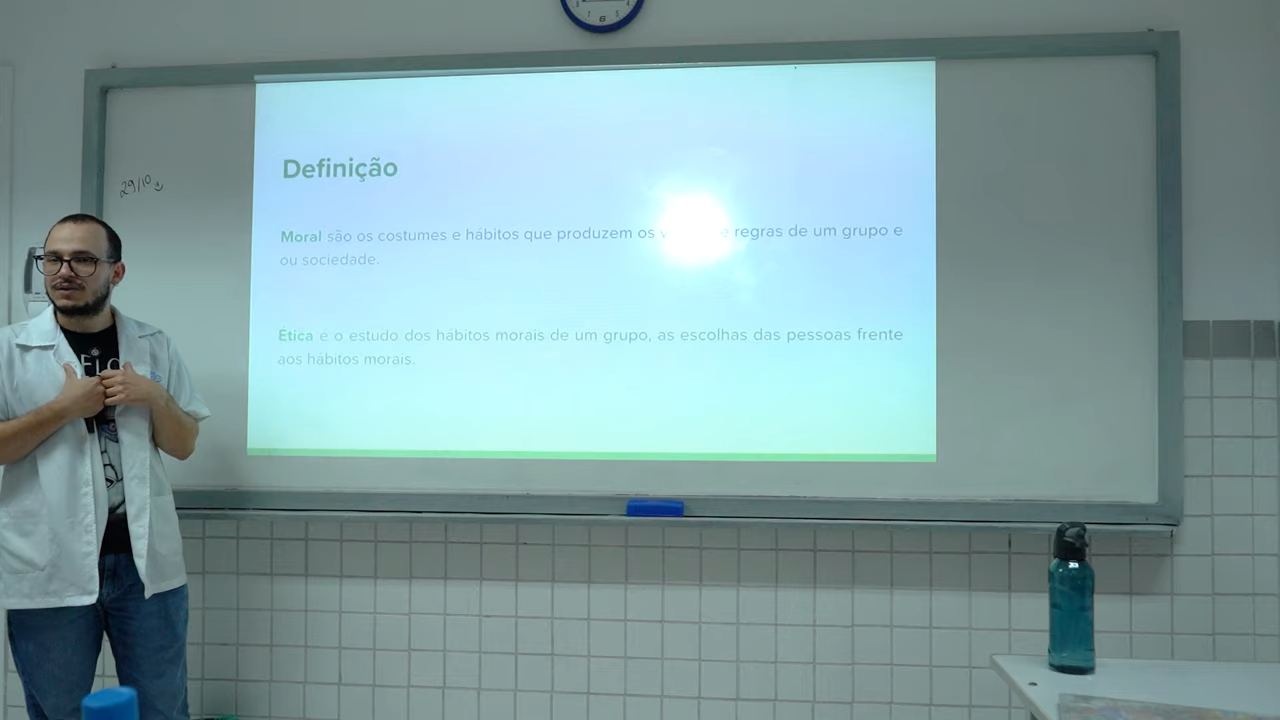 6
29/10
Definição
Moral são os costumes e hábitos que produzem os regras de um grupo e
ou sociedade.
Ética é o estudo dos hábitos morais de um grupo, as escolhas das pessoas frente
aos hábitos morais.